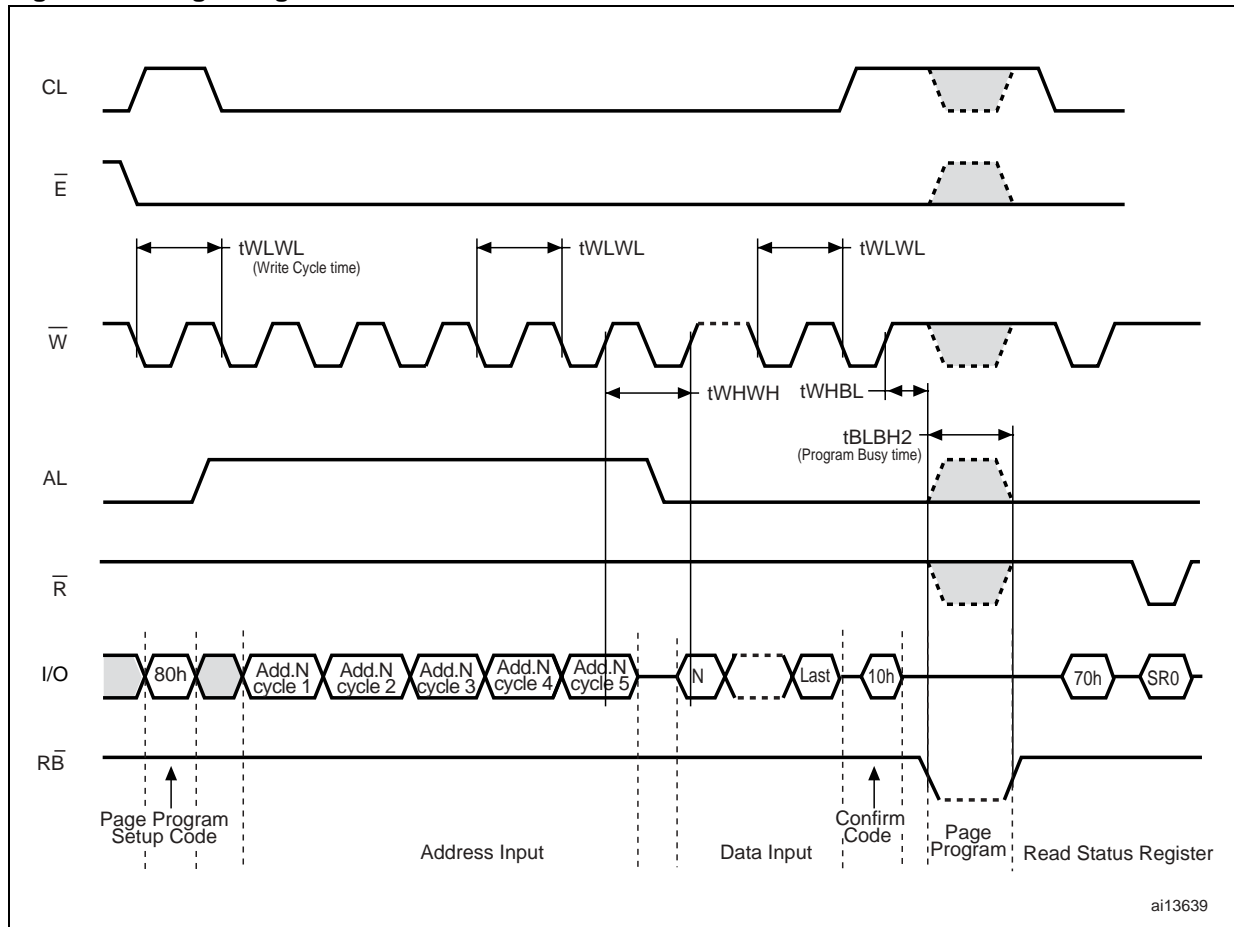 CL
E
tWLWL
(Write Cycle time)
tWLWL
tWLWL
W
tWHWH
tWHBL
tBLBH2
(Program Busy time)
AL
R
I/O
80h
Add.N
cycle 1
Add.N
cycle 2
Add.N
cycle 3
Add.N
cycle 4
Add.N
cycle 5
N
Last
10h
70h
SR0
RB
Page Program
Setup Code
Address Input
Data Input
Confirm
Code
Page
Program
Read Status Register
ai13639